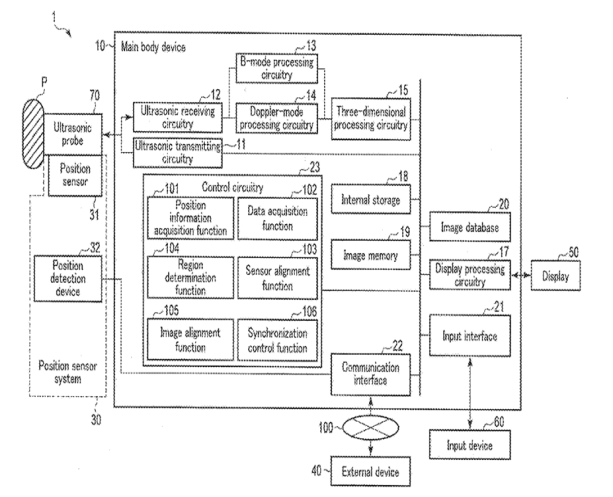 1
10
Main body device
13
B-mode processing
circuitry
P
70
12
14
15
Ultrasonic
probe
Ultrasonic receiving
circuitry
Doppler-mode
processing circuitry
Three-dimensional
processing circuitry
Ultrasonic transmitting
circuitry
11
Position
sensor
31
23
Control circuitry
101
Position
information
acquisition function
102
Data acquisition
function
18
Internal storage
20
Image database
32
Position
detection
device
104
Region
determination
function
103
Sensor alignment
function
19
Image memory
17
Display processing
circuitry
50
Display
105
Image alignment
function
106
Synchronization
control function
21
Input interface
22
Communication
interface
Position sensor
system
30
100
60
Input device
40
External device